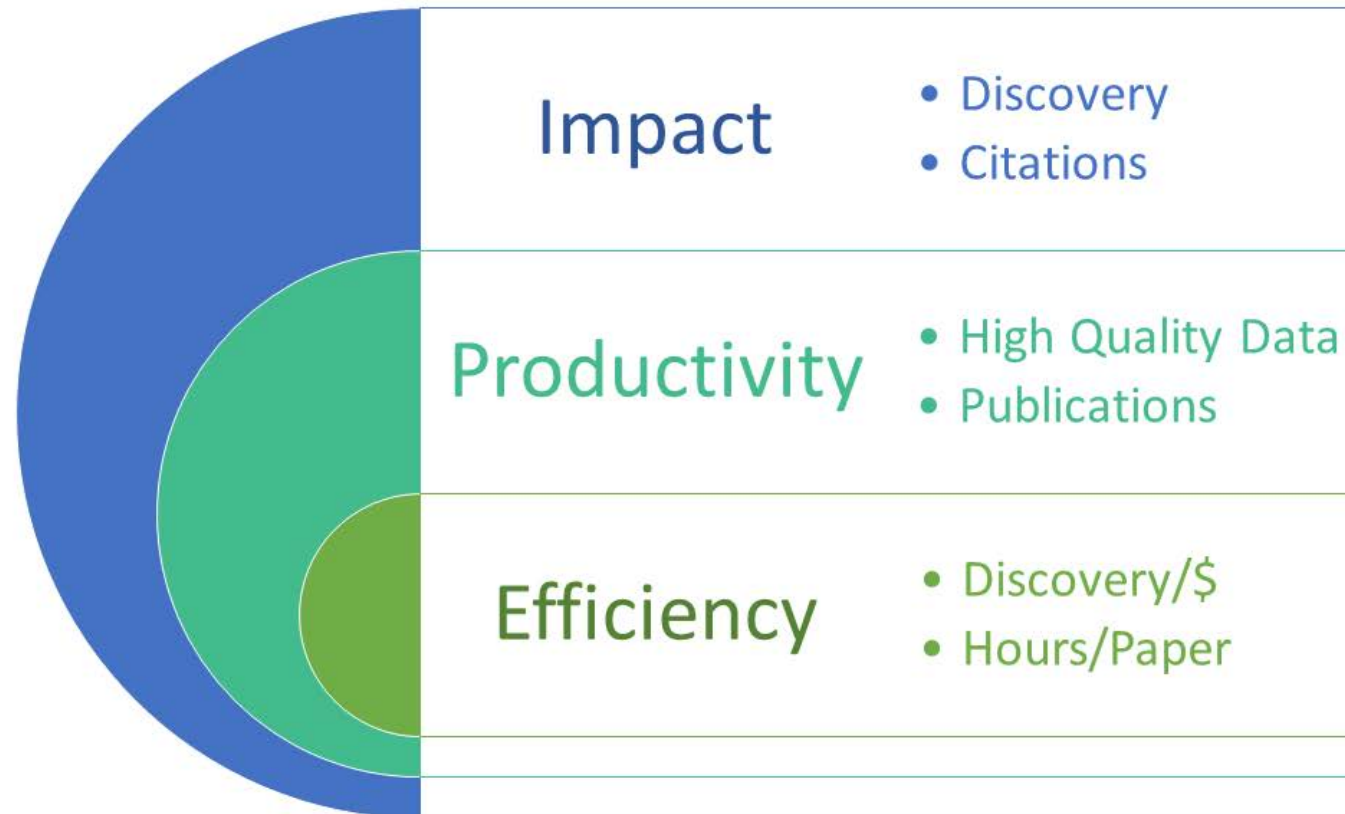 Impact
• Discovery
• Citations
Productivity
• High Quality Data
• Publications
Efficiency
• Discovery/$
• Hours/Paper